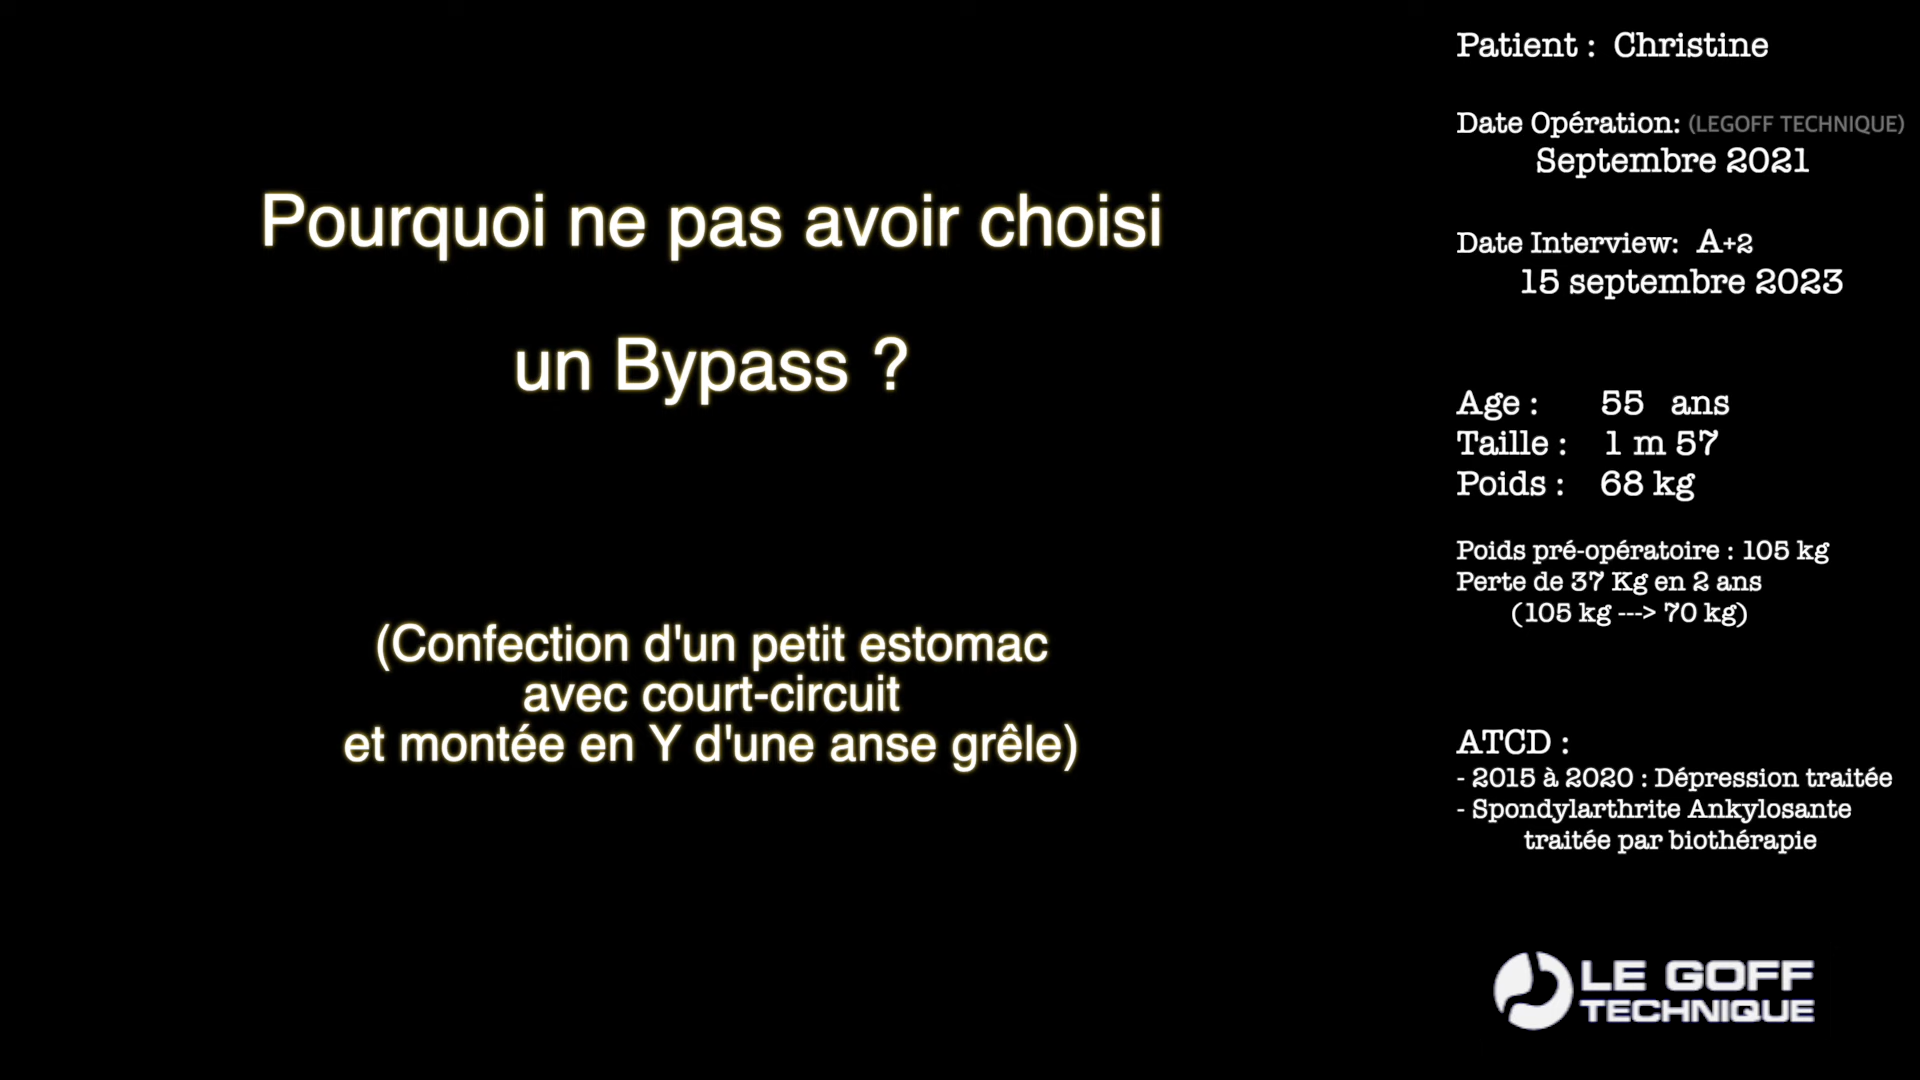 Pourquoi ne pas avoir choisi
un Bypass ?
(Confection d'un petit estomac
avec court-circuit
et montée en Y d'une anse grêle)
Patient : Christine
Date Opération: (LEGOFF TECHNIQUE)
Septembre 2021
Date Interview: A+2
15 septembre 2023
Age : 55 ans
Taille : 1 m 57
Poids : 68 kg
Poids pré-opératoire : 105 kg
Perte de 37 Kg en 2 ans
(105 kg ---> 70 kg)
ATCD :
- 2015 à 2020 : Dépression traitée
- Spondylarthrite Ankylosante
traitée par biothérapie
LE GOFF
TECHNIQUE